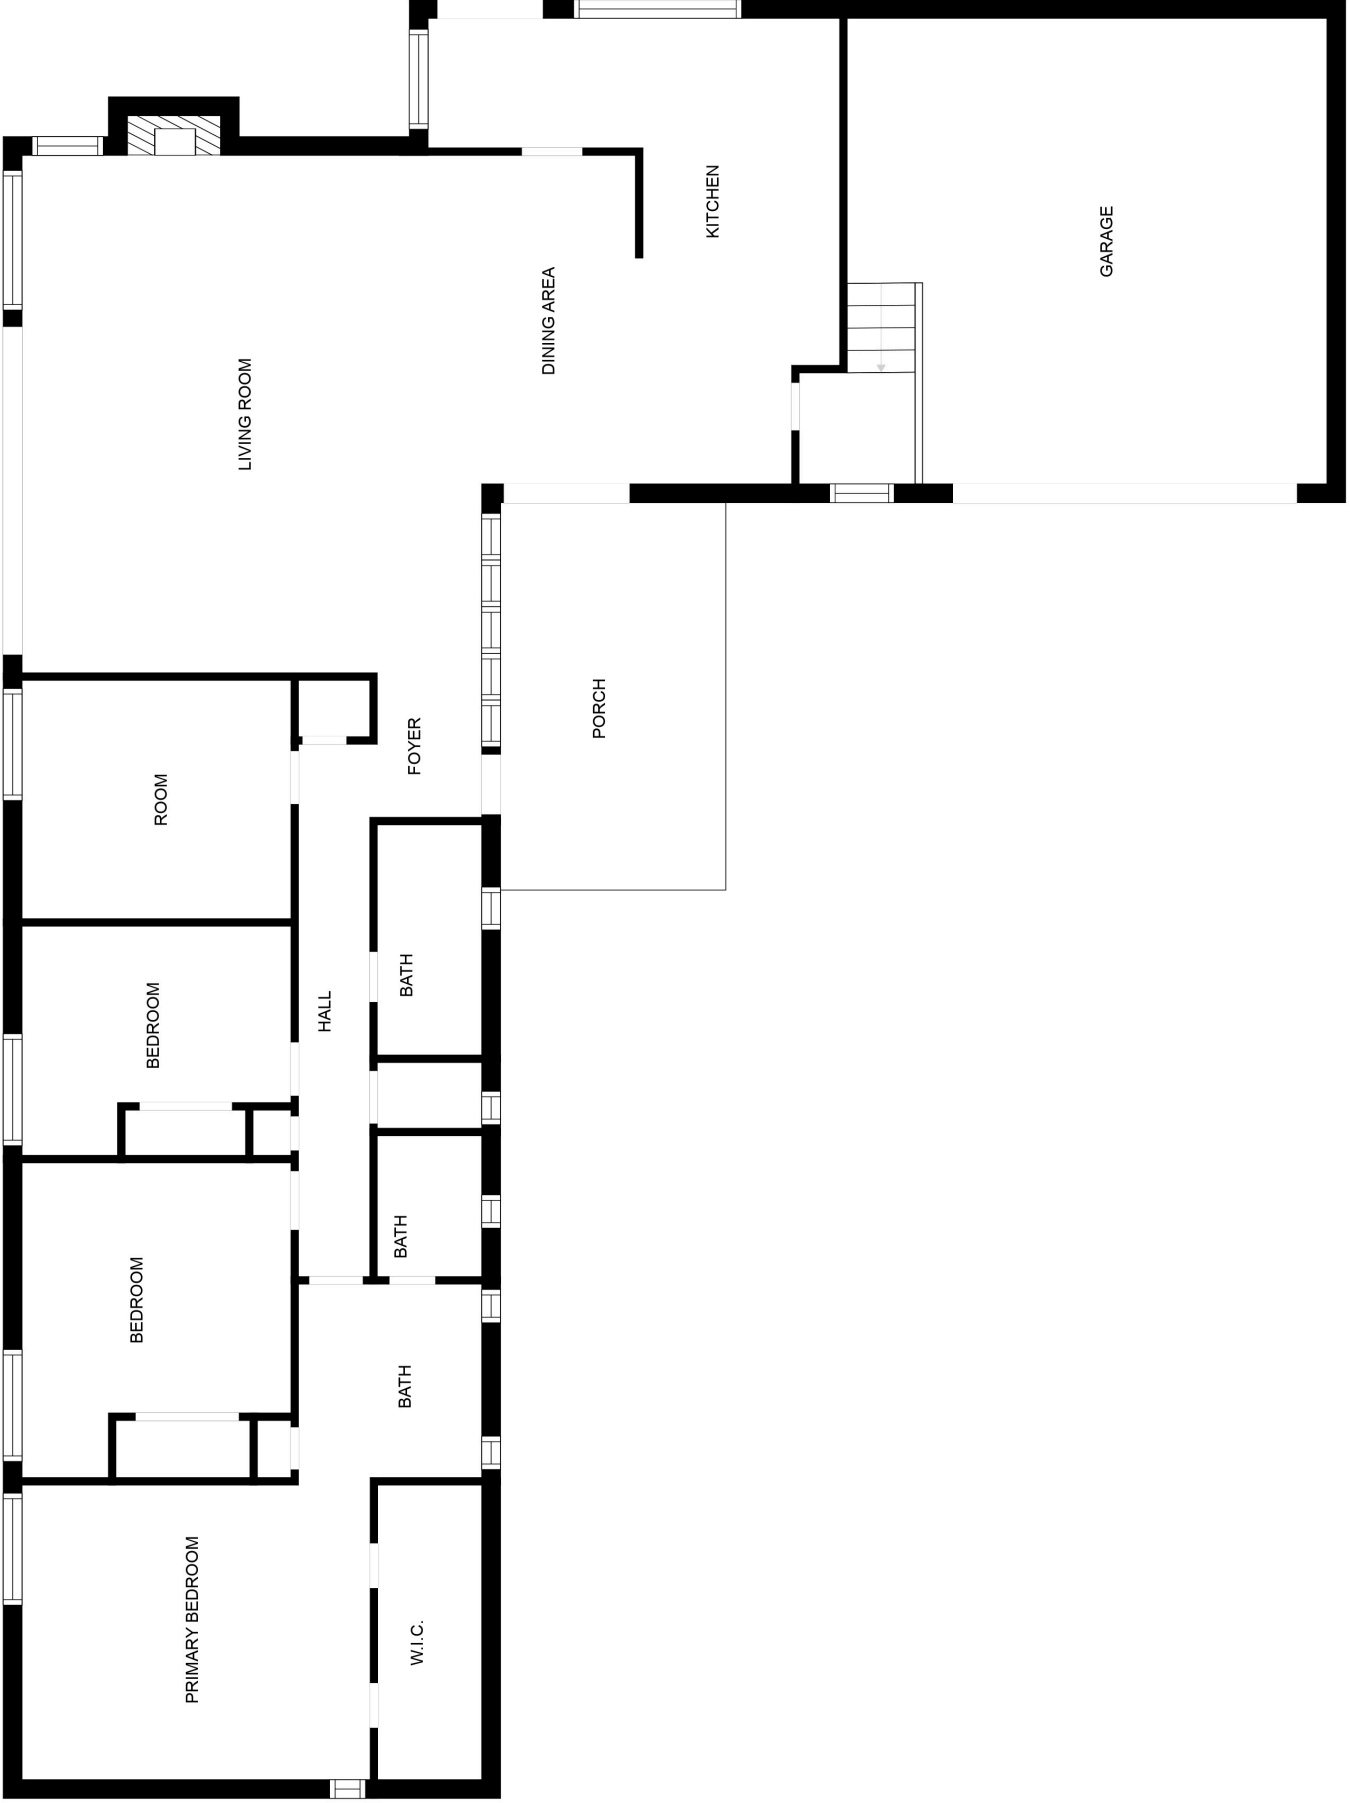 KITCHEN
GARAGE
DINING AREA
LIVING ROOM
PORCH
FOYER
ROOM
BATH
HALL
BEDROOM
BATH
BEDROOM
BATH
PRIMARY BEDROOM
W.I.C.